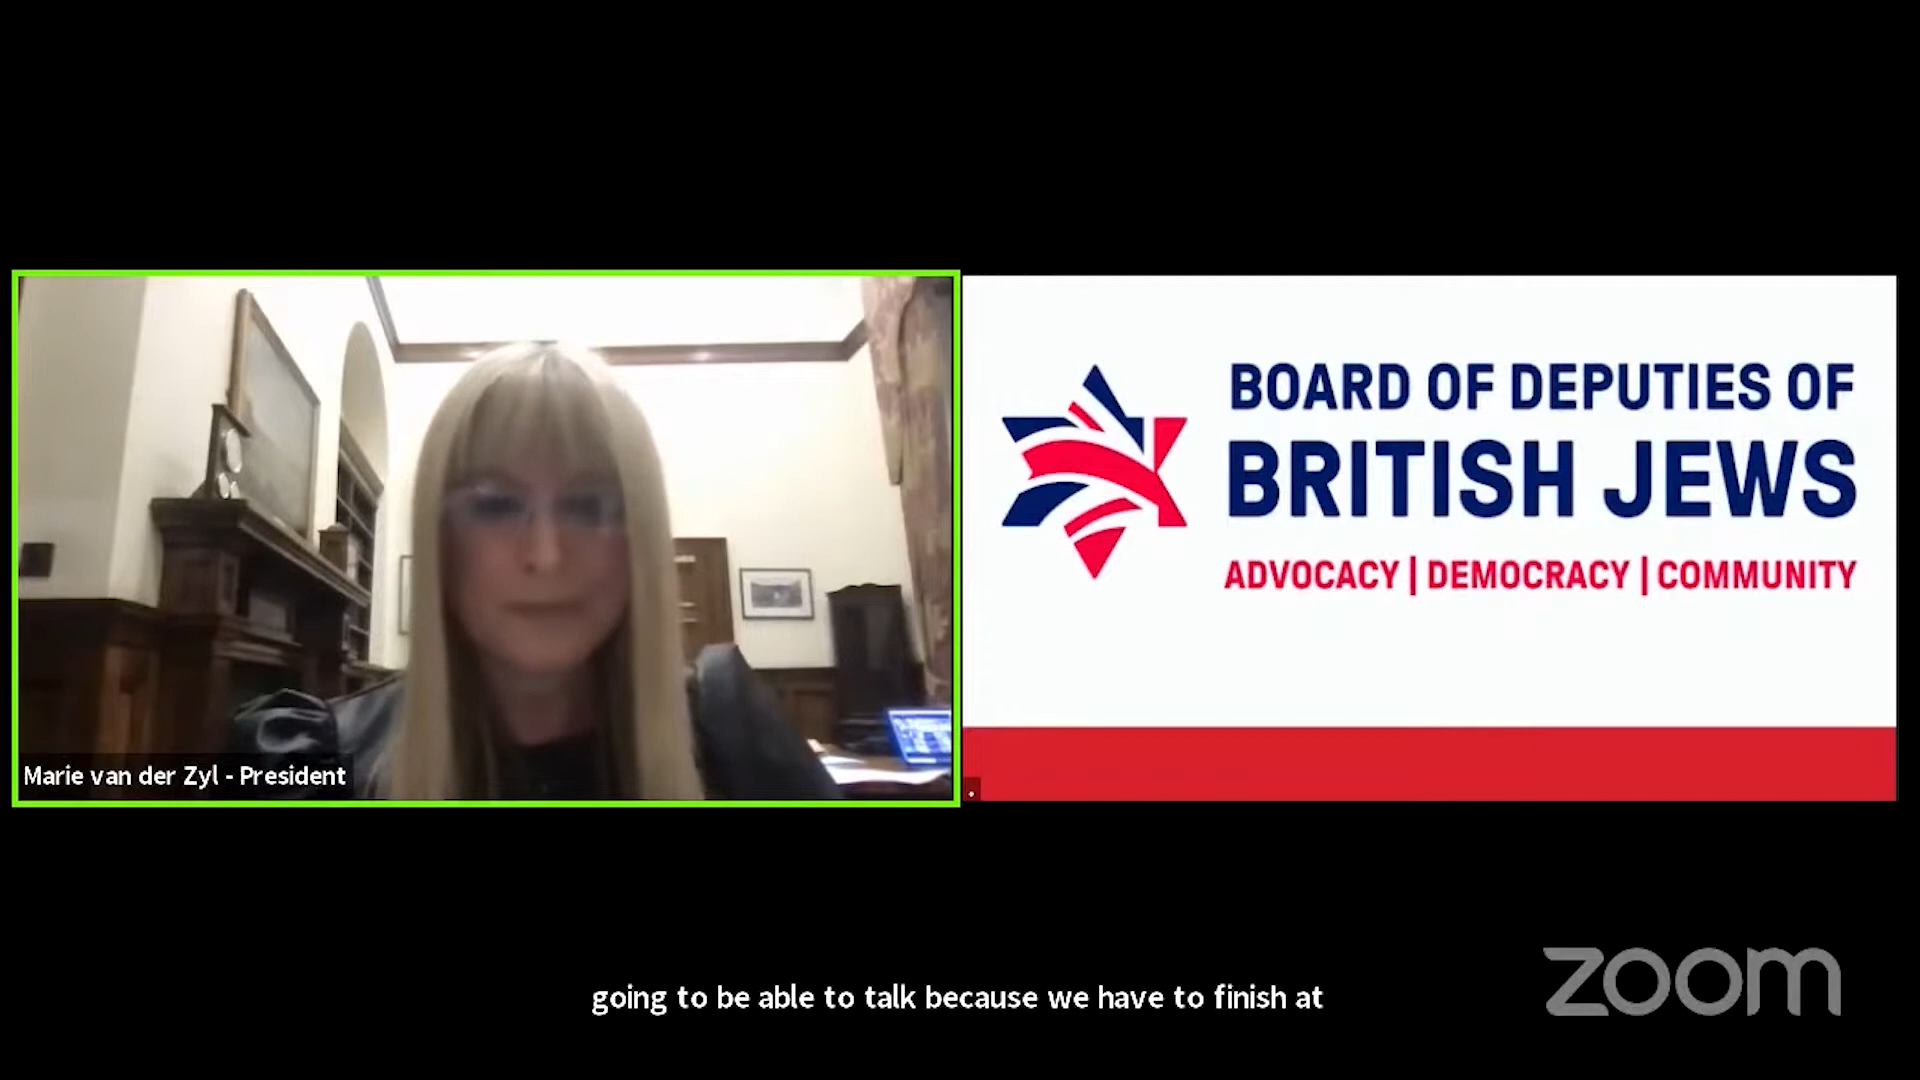 BOARD OF DEPUTIES OF
BRITISH JEWS
ADVOCACY | DEMOCRACY | COMMUNITY
Marie van der Zyl - President
.
going to be able to talk because we have to finish at
zoom